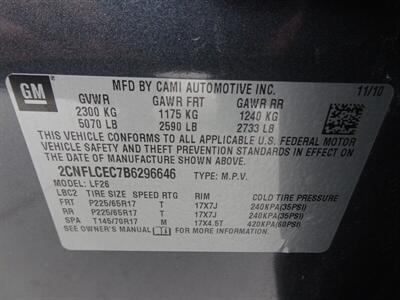 GM
MFD BY CAMI AUTOMOTIVE INC. 11/10
GVWR GAWR FRT GAWR RR
2300 KG 1175 KG 1240 KG
5070 LB 2590 LB 2733 LB
THIS VEHICLE CONFORMS TO ALL APPLICABLE U.S. FEDERAL MOTOR
VEHICLE SAFETY AND THEFT PREVENTION STANDARDS IN EFFECT ON THE
DATE OF MANUFACTURE SHOWN ABOVE.
2CNFLCEC7B6296646 TYPE: M.P.V.
MODEL: LF26
LBC2 TIRE SIZE SPEED RTG RIM COLD TIRE PRESSURE
FRT P225/65R17 T 17X7J 240KPA(35PSI)
RR P225/65R17 T 17X7J 240KPA(35PSI)
SPA T145/70R17 M 17X4.5T 420KPA(60PSI)
SEE OWNER'S MANUAL FOR ADDITIONAL INFORMATION.